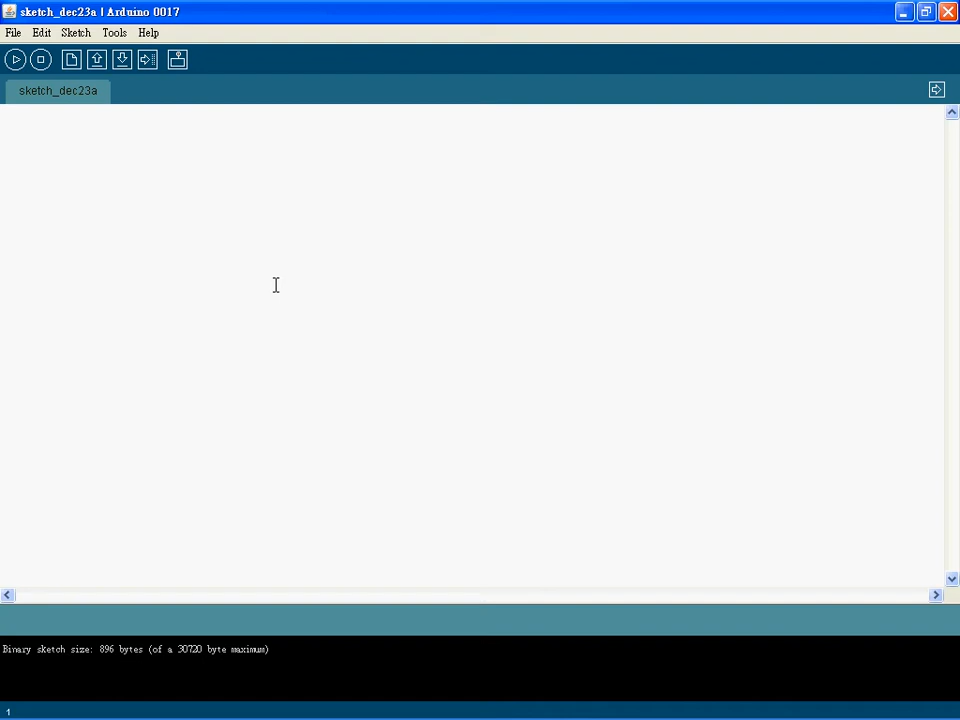 sketch_dec23a | Arduino 0017
File Edit Sketch Tools Help
sketch_dec23a
Binary sketch size: 896 bytes (of a 30720 byte maximum)
1